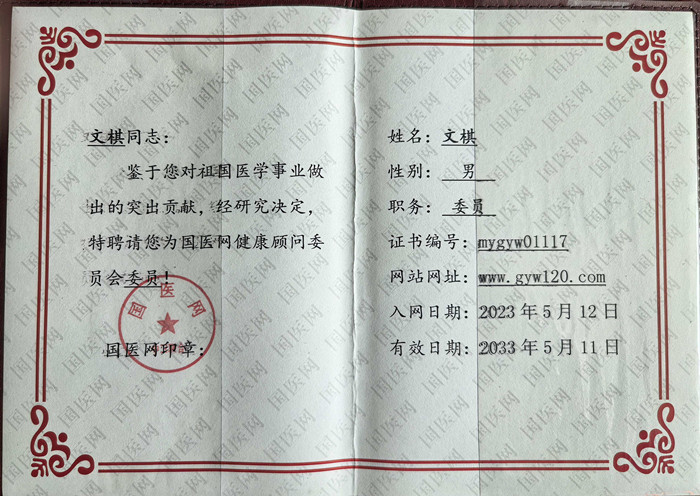 文棋同志：
鉴于您对祖国医学事业做
出的突出贡献，经研究决定，
特聘请您为国医网健康顾问委
员会委员！
国医网
国医网印章：
姓名：文棋
性别：男
职务：委员
证书编号：mygyw01117
网站网址：www.gyw120.com
入网日期：2023年5月12日
有效日期：2033年5月11日